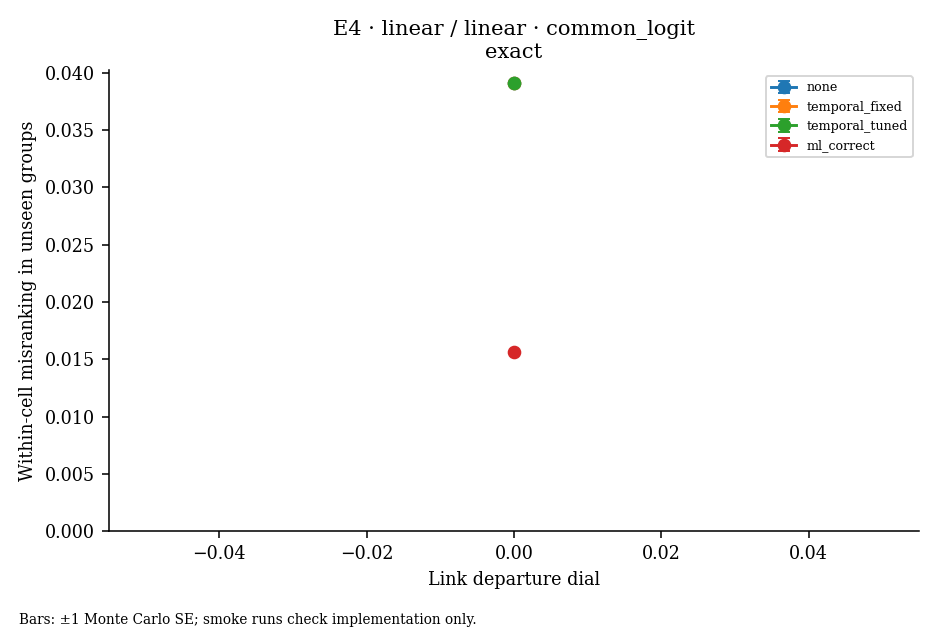 E4 · linear / linear · common_logit
exact
Within-cell misranking in unseen groups
0.040
0.035
0.030
0.025
0.020
0.015
0.010
0.005
0.000
none
temporal_fixed
temporal_tuned
ml_correct
−0.04
−0.02
0.00
0.02
0.04
Link departure dial
Bars: ±1 Monte Carlo SE; smoke runs check implementation only.